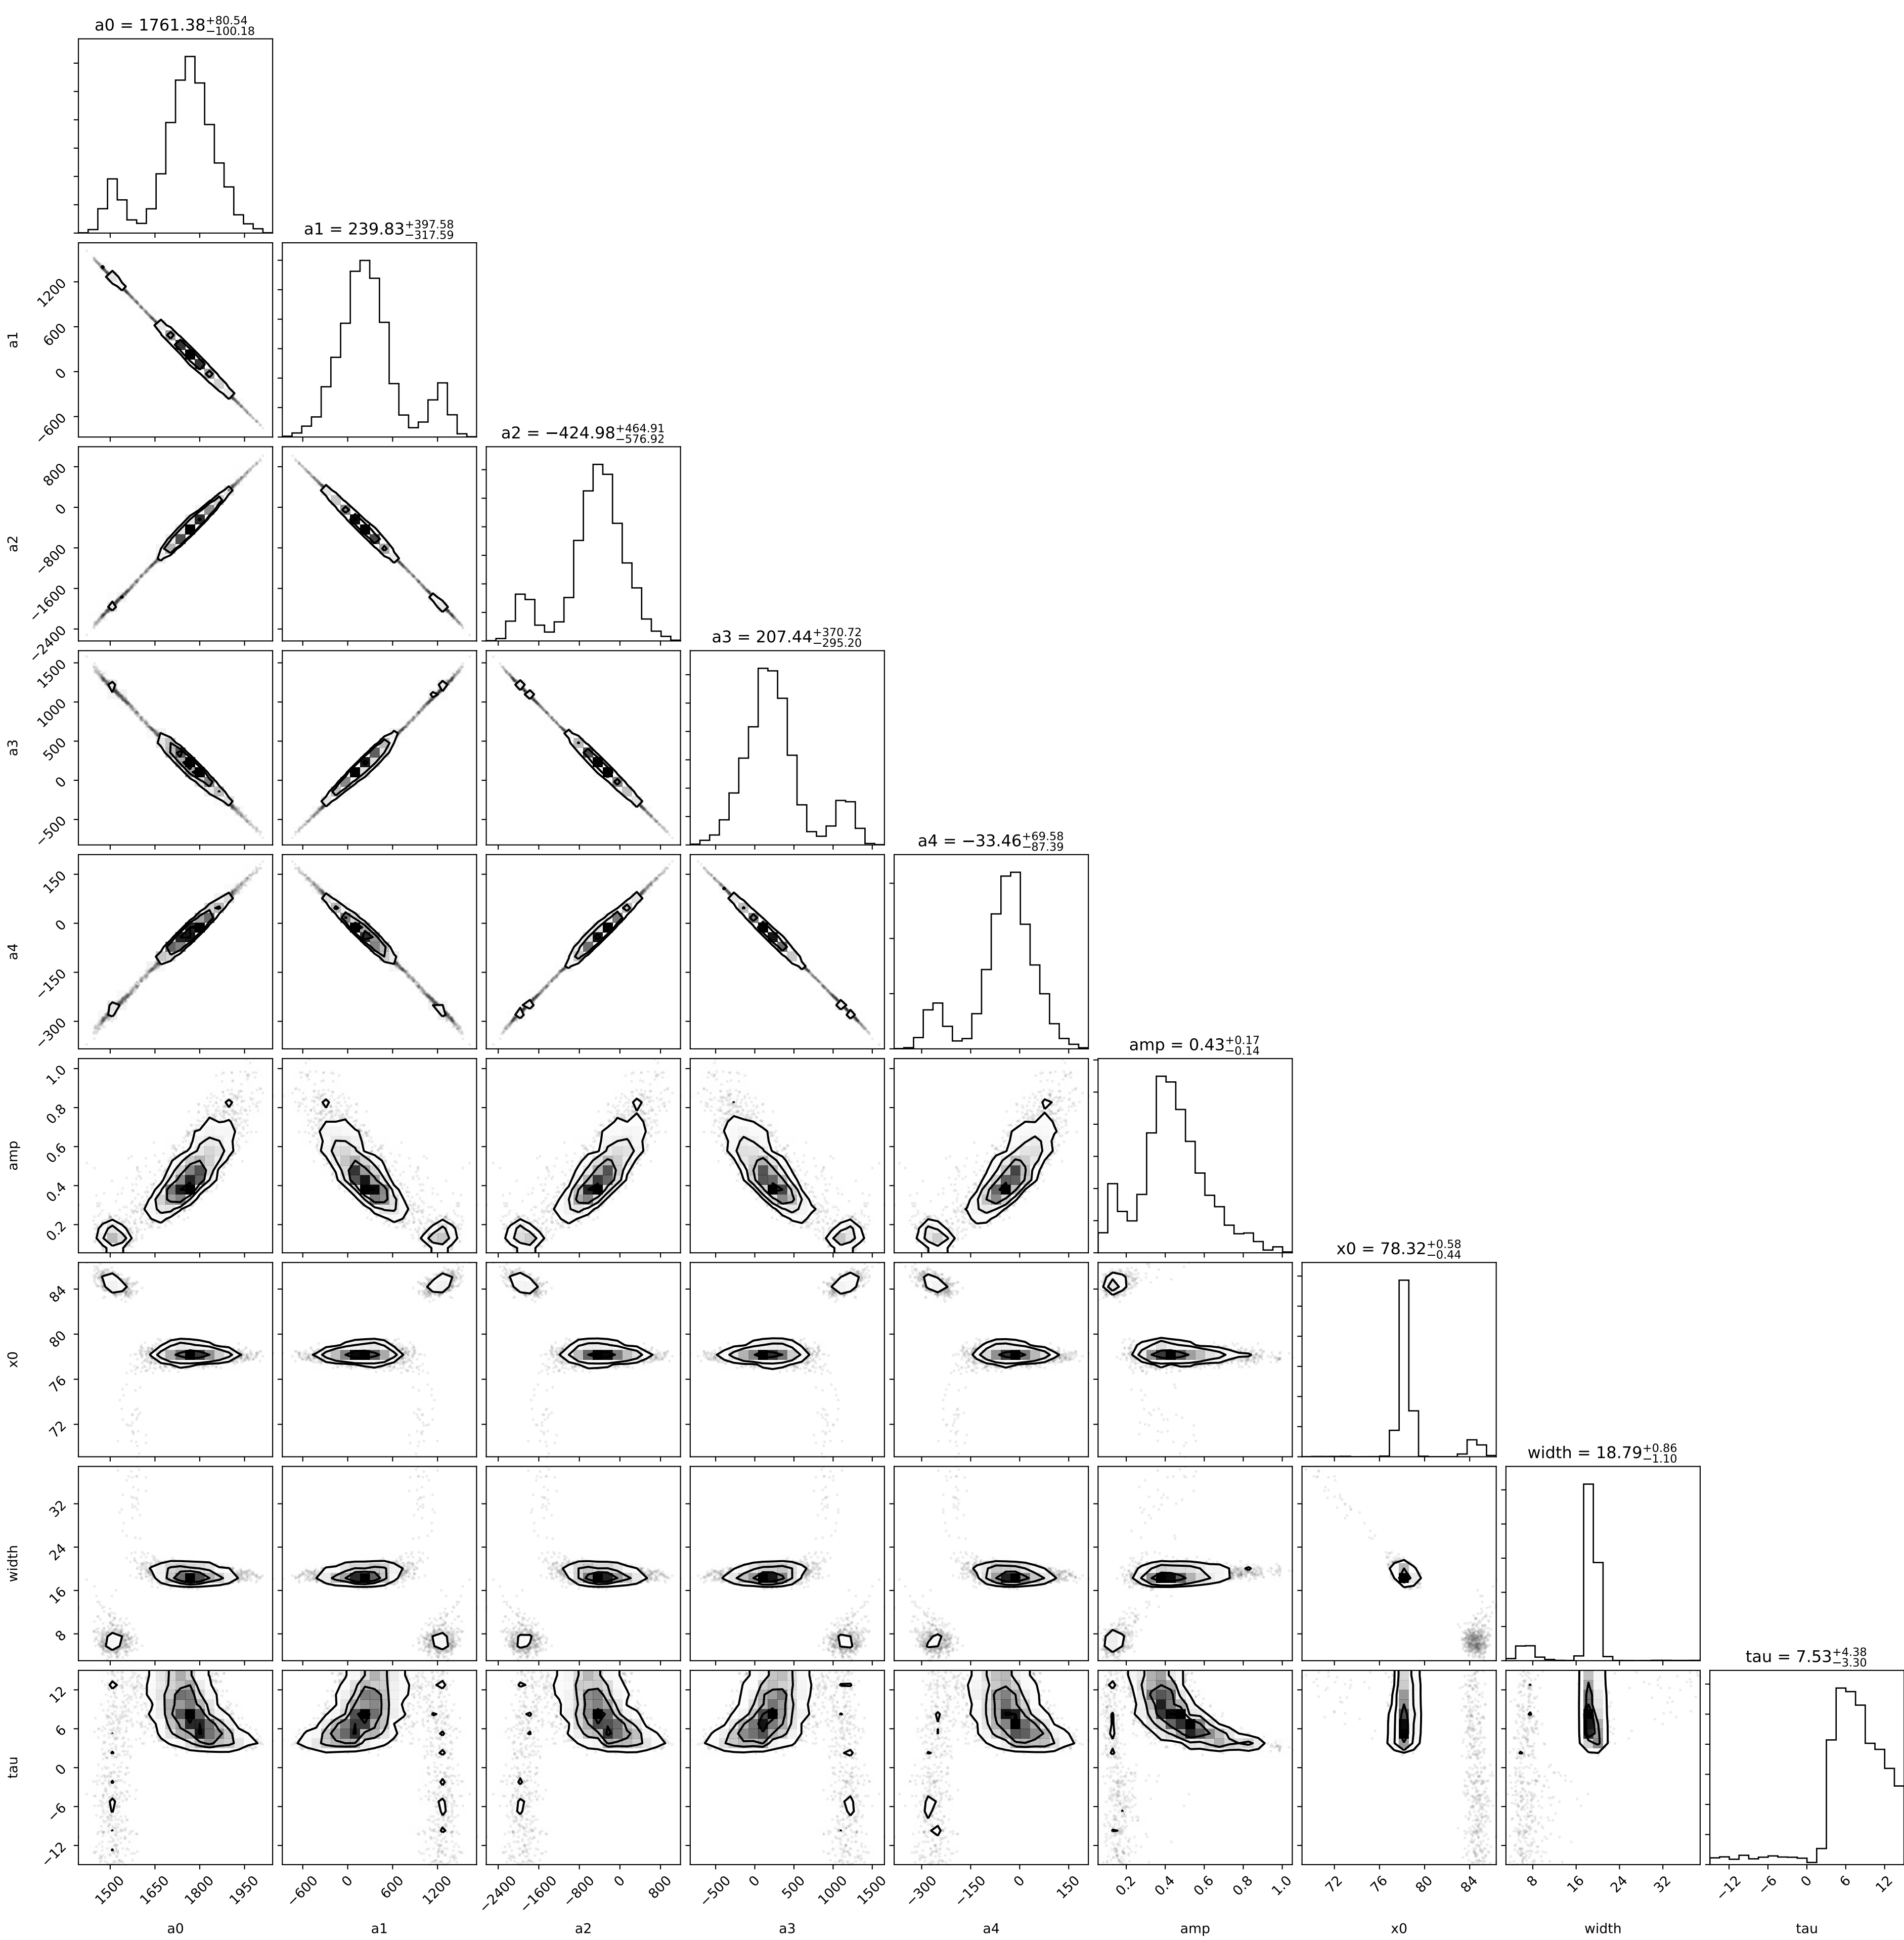 a0 = 1761.38+80.54−100.18
a1 = 239.83+397.58−317.59
1200
600
0
−600
a1
a2 = −424.98+464.91−576.92
800
0
−800
−1600
−2400
a2
a3 = 207.44+370.72−295.20
1500
1000
500
0
−500
a3
a4 = −33.46+69.58−87.39
150
0
−150
−300
a4
amp = 0.43+0.17−0.14
1.0
0.8
0.6
0.4
0.2
amp
x0 = 78.32+0.58−0.44
84
80
76
72
x0
width = 18.79+0.86−1.10
32
24
16
8
width
tau = 7.53+4.38−3.30
12
6
0
−6
−12
tau
1500 1650 1800 1950 −600 0 600 1200 −2400 −1600 −800 0 800 −500 0 500 1000 1500 −300 −150 0 150 0.2 0.4 0.6 0.8 1.0 72 76 80 84 8 16 24 32 −12 −6 0 6 12
a0 a1 a2 a3 a4 amp x0 width tau